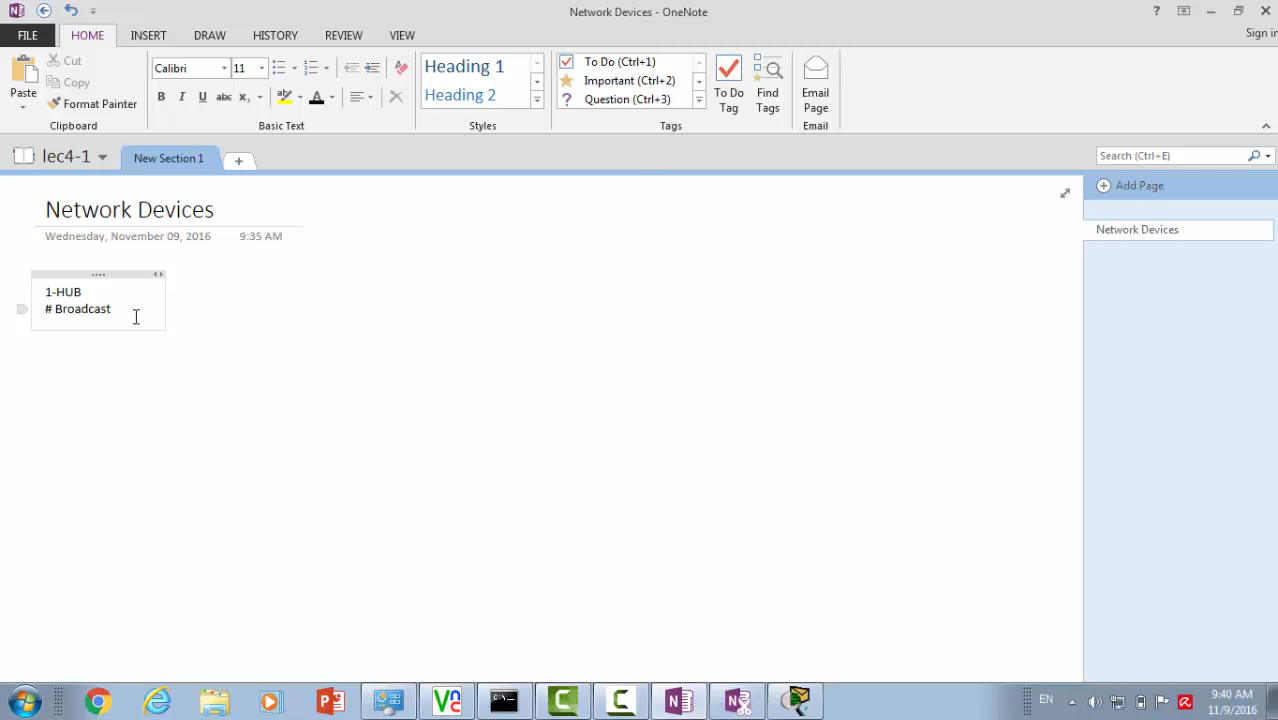 Network Devices - OneNote
?
FILE
HOME
INSERT
DRAW
HISTORY
REVIEW
VIEW
Sign in
Paste
Cut
Copy
Format Painter
Clipboard
Calibri
11
B I U abc X₂
A
Basic Text
Heading 1
Heading 2
Styles
To Do (Ctrl+1)
Important (Ctrl+2)
? Question (Ctrl+3)
To Do
Tag
Find
Tags
Tags
Email
Page
Email
lec4-1
New Section 1
+
Search (Ctrl+E)
Add Page
Network Devices
Network Devices
Wednesday, November 09, 2016 9:35 AM
1-HUB
# Broadcast
EN
9:40 AM
11/9/2016